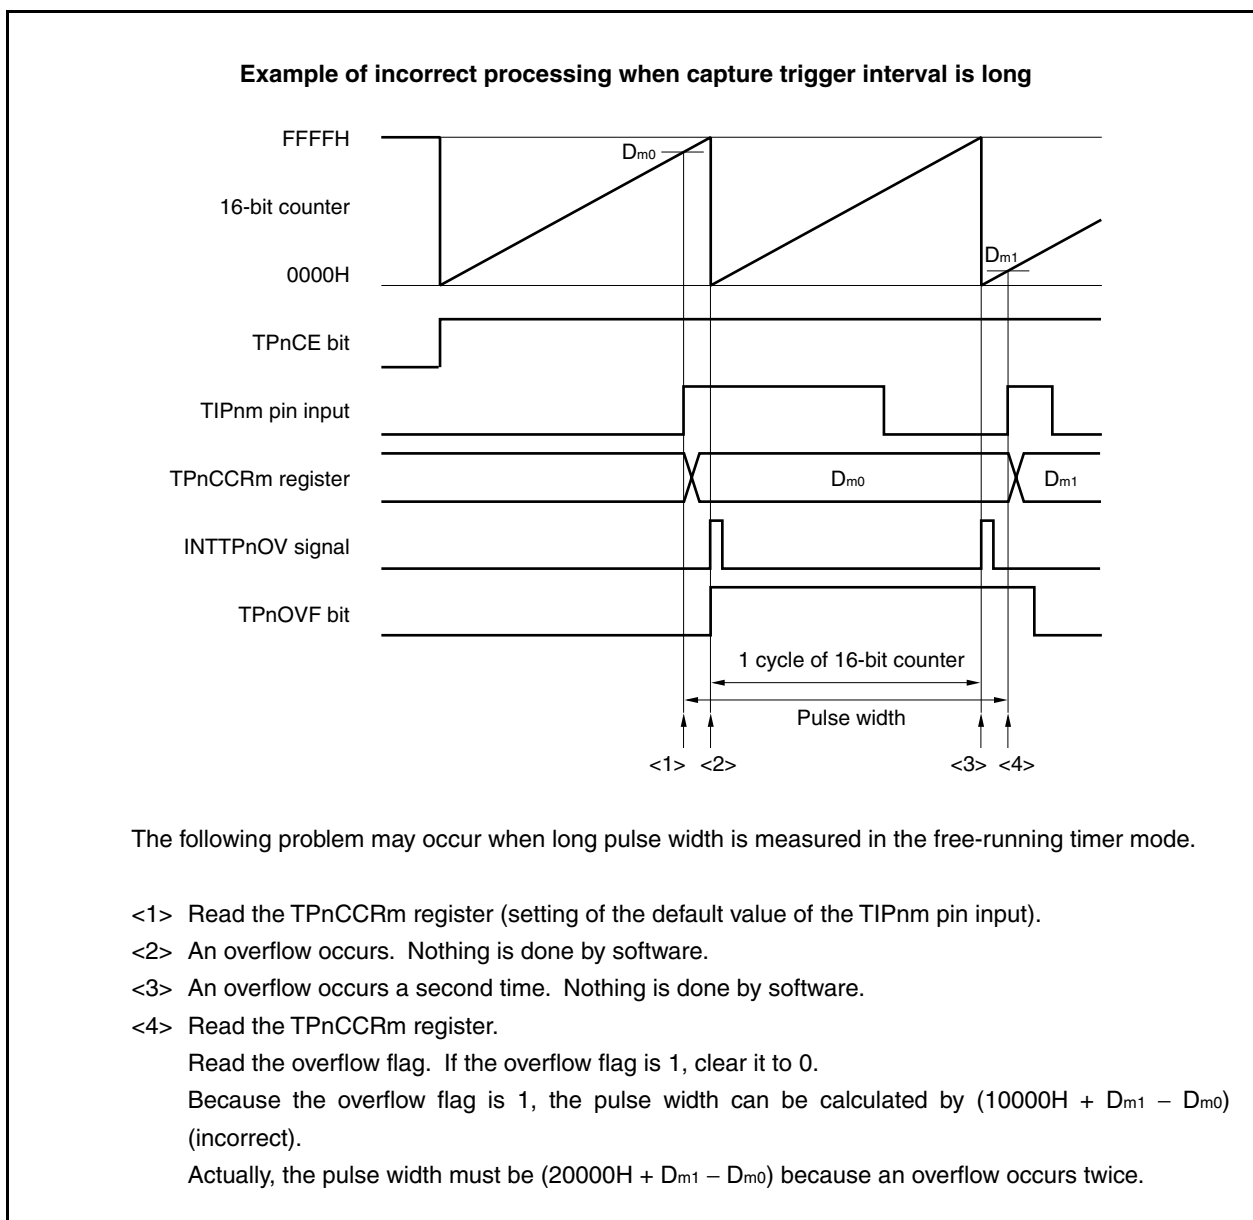 Example of incorrect processing when capture trigger interval is long
FFFFH
Dm0
16-bit counter
Dm1
0000H
TPnCE bit
TIPnm pin input
TPnCCRm register
Dm0
Dm1
INTTPnOV signal
TPnOVF bit
1 cycle of 16-bit counter
Pulse width
<1> <2> <3> <4>
The following problem may occur when long pulse width is measured in the free-running timer mode.
<1> Read the TPnCCRm register (setting of the default value of the TIPnm pin input).
<2> An overflow occurs. Nothing is done by software.
<3> An overflow occurs a second time. Nothing is done by software.
<4> Read the TPnCCRm register.
Read the overflow flag. If the overflow flag is 1, clear it to 0.
Because the overflow flag is 1, the pulse width can be calculated by (10000H + Dm1 − Dm0)
(incorrect).
Actually, the pulse width must be (20000H + Dm1 − Dm0) because an overflow occurs twice.